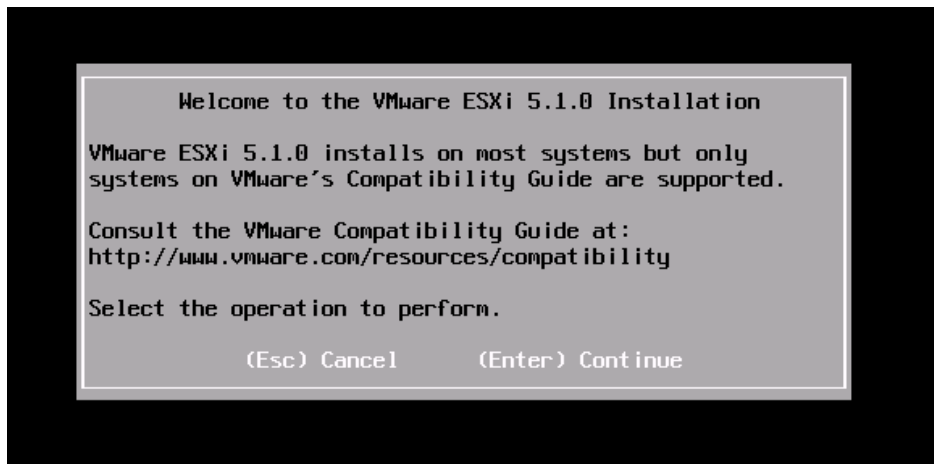 Welcome to the VMware ESXi 5.1.0 Installation
VMware ESXi 5.1.0 installs on most systems but only
systems on VMware's Compatibility Guide are supported.
Consult the VMware Compatibility Guide at:
http://www.vmware.com/resources/compatibility
Select the operation to perform.
(Esc) Cancel (Enter) Continue